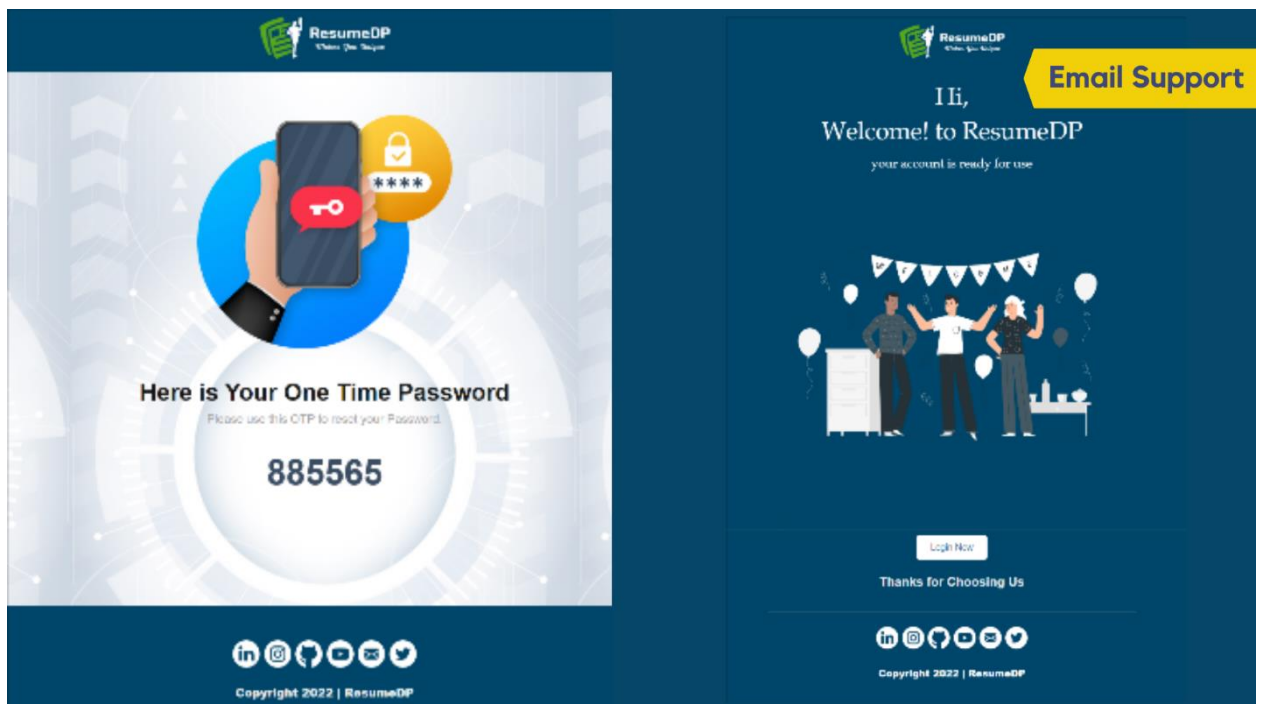 ResumeDP
Here is Your One Time Password
Please use this OTP to reset your Password.
885565
Copyright 2022 | ResumeDP
ResumeDP
Email Support
Hi,
Welcome! to ResumeDP
your account is ready for use
WELCOME
Login Now
Thanks for Choosing Us
Copyright 2022 | ResumeDP